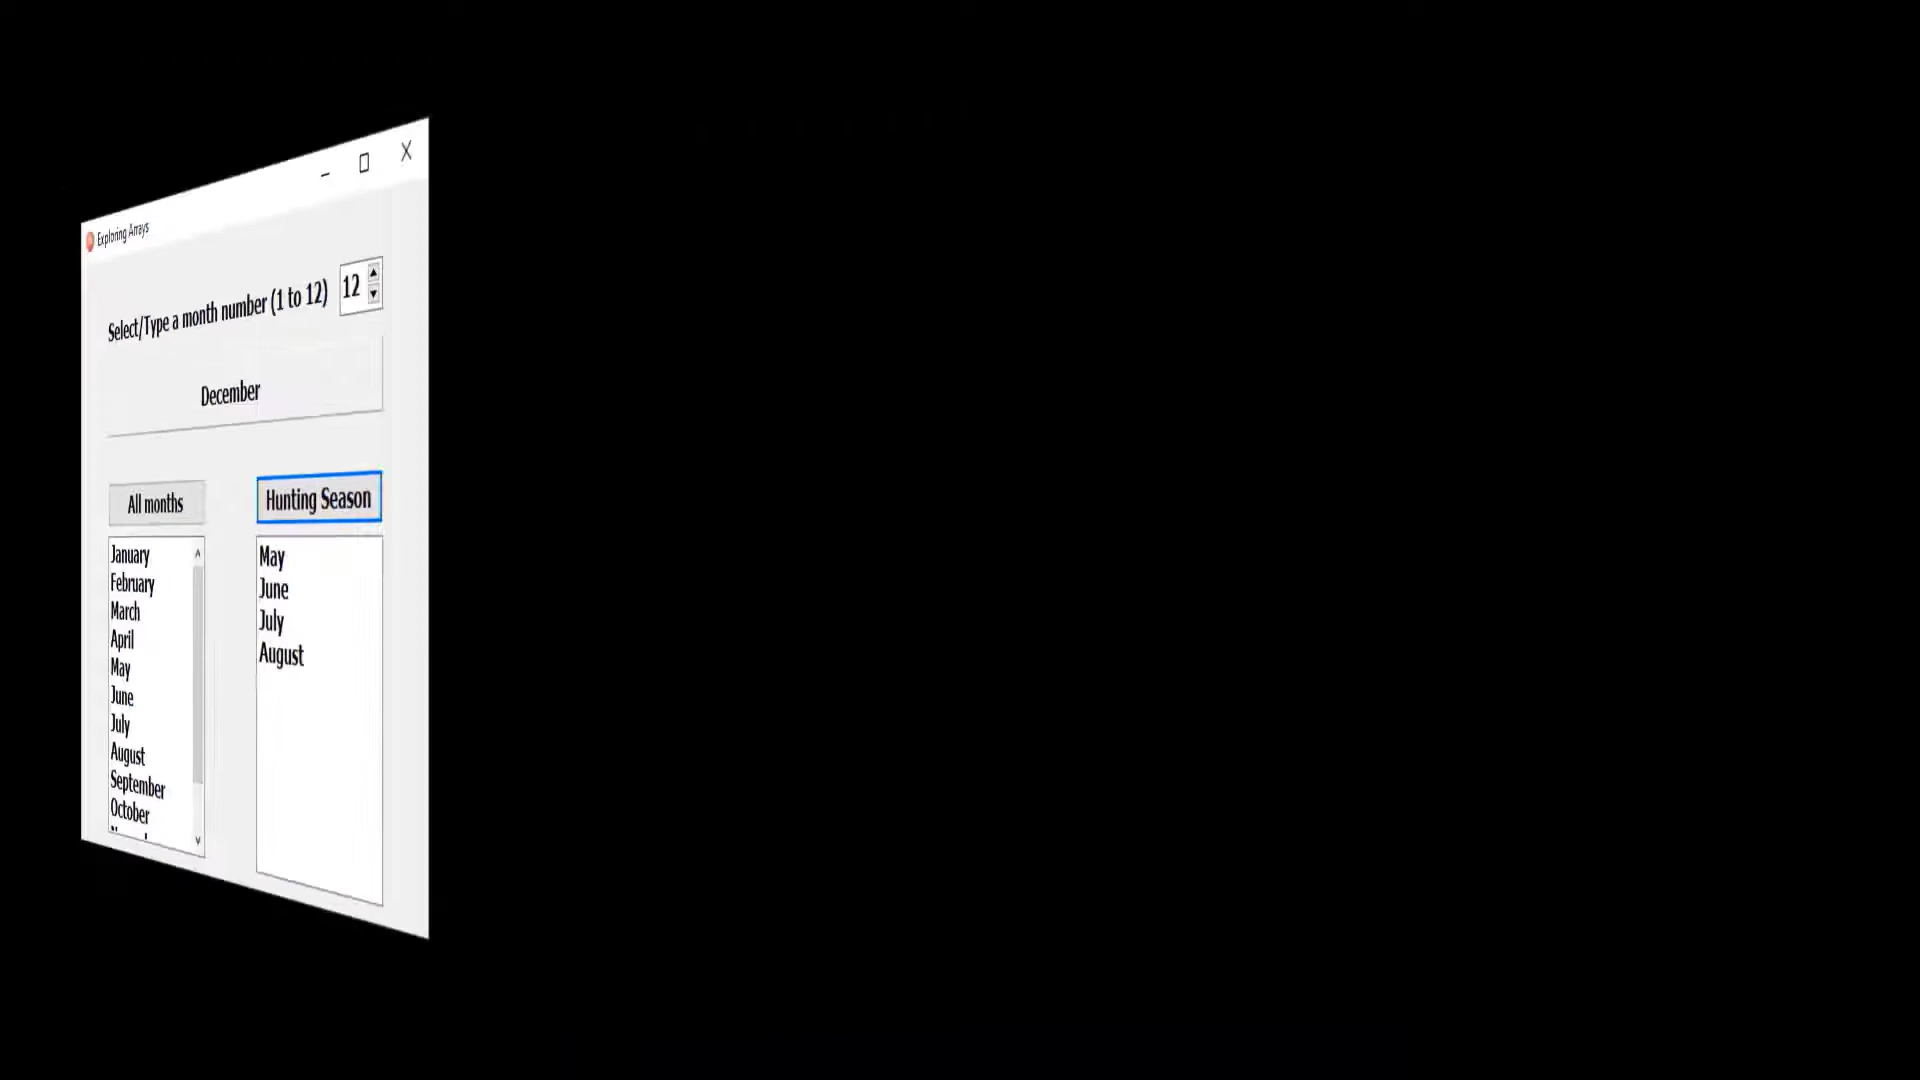 Exploring Arrays
Select/Type a month number (1 to 12)
12
December
All months
Hunting Season
January
February
March
April
May
June
July
August
September
October
May
June
July
August